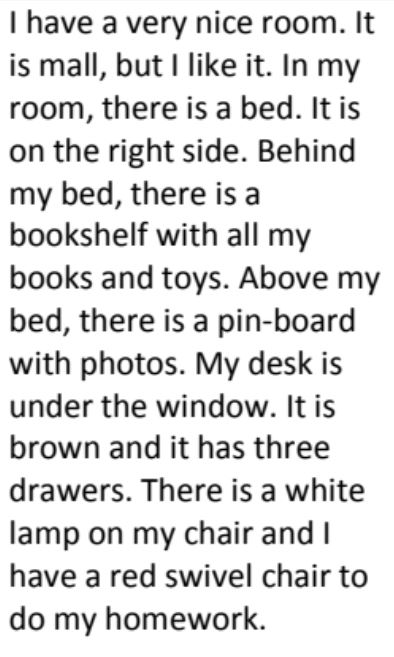 I have a very nice room. It
is mall, but I like it. In my
room, there is a bed. It is
on the right side. Behind
my bed, there is a
bookshelf with all my
books and toys. Above my
bed, there is a pin-board
with photos. My desk is
under the window. It is
brown and it has three
drawers. There is a white
lamp on my chair and I
have a red swivel chair to
do my homework.